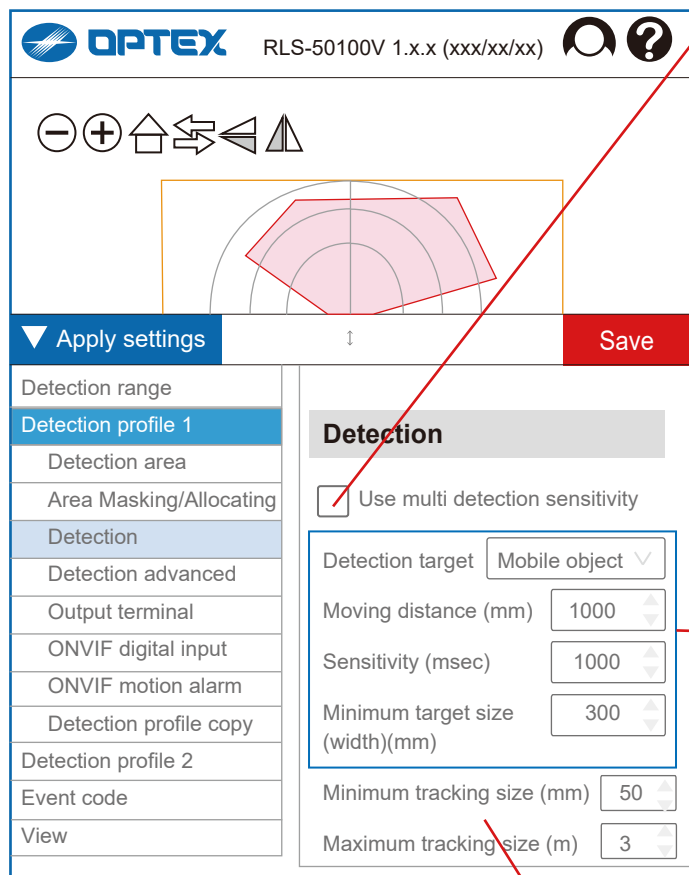 OPTEX RLS-50100V 1.x.x (xxx/xx/xx) ?
Apply settings
Save
Detection range
Detection profile 1
Detection area
Area Masking/Allocating
Detection
Detection advanced
Output terminal
ONVIF digital input
ONVIF motion alarm
Detection profile copy
Detection profile 2
Event code
View
Detection
Use multi detection sensitivity
Detection target Mobile object
Moving distance (mm) 1000
Sensitivity (msec) 1000
Minimum target size 300
(width)(mm)
Minimum tracking size (mm) 50
Maximum tracking size (m) 3